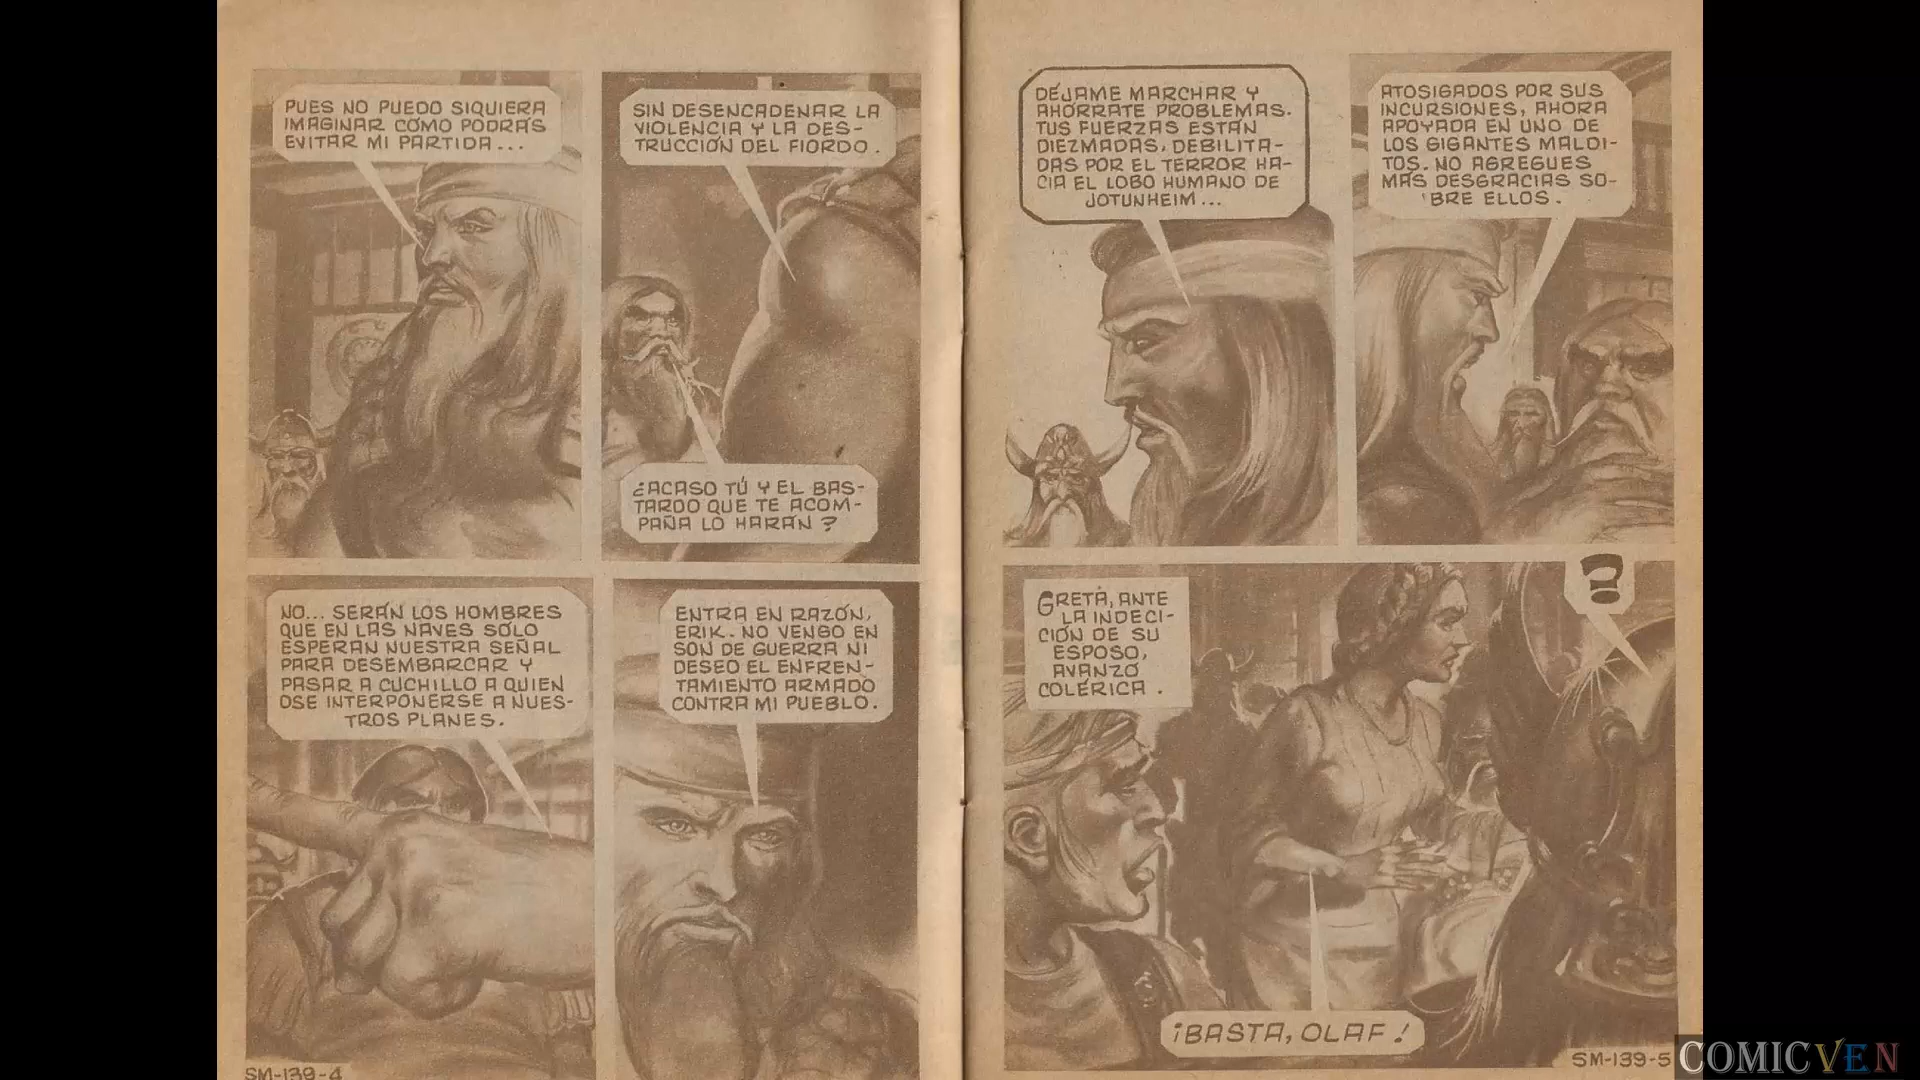 PUES NO PUEDO SIQUIERA
IMAGINAR CÓMO PODRÁS
EVITAR MI PARTIDA...
SIN DESENCADENAR LA
VIOLENCIA Y LA DES-
TRUCCIÓN DEL FIORDO.
¿ACASO TÚ Y EL BAS-
TARDO QUE TE ACOM-
PAÑA LO HARÁN?
NO... SERÁN LOS HOMBRES
QUE EN LAS NAVES SÓLO
ESPERAN NUESTRA SEÑAL
PARA DESEMBARCAR Y
PASAR A CUCHILLO A QUIEN
OSE INTERPONERSE A NUES-
TROS PLANES.
ENTRA EN RAZÓN,
ERIK. NO VENGO EN
SON DE GUERRA NI
DESEO EL ENFREN-
TAMIENTO ARMADO
CONTRA MI PUEBLO.
SM-139-4
DÉJAME MARCHAR Y
AHÓRRATE PROBLEMAS.
TUS FUERZAS ESTÁN
DIEZMADAS, DEBILITA-
DAS POR EL TERROR HA-
CIA EL LOBO HUMANO DE
JOTUNHEIM...
ATOSIGADOS POR SUS
INCURSIONES, AHORA
APOYADA EN UNO DE
LOS GIGANTES MALDI-
TOS. NO AGREGUES
MÁS DESGRACIAS SO-
BRE ELLOS.
GRETA, ANTE
LA INDECI-
CIÓN DE SU
ESPOSO,
AVANZÓ
COLÉRICA.
?
¡BASTA, OLAF!
SM-139-5
COMICVEN